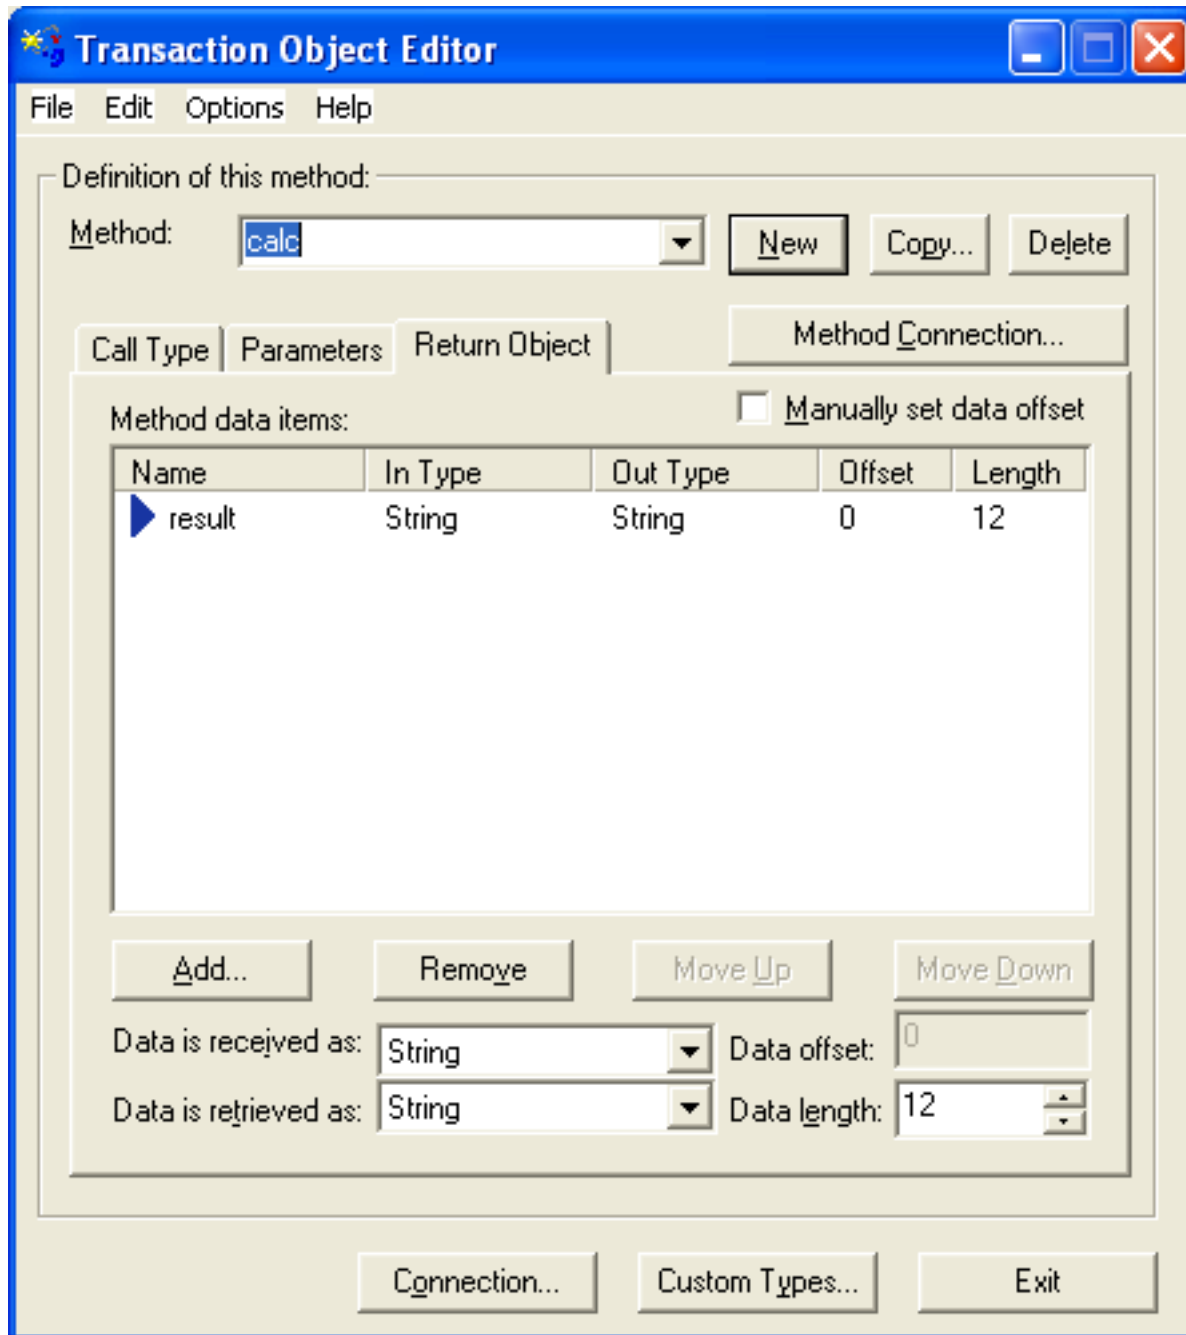 Transaction Object Editor
File Edit Options Help
Definition of this method:
Method: calc New Copy... Delete
Call Type Parameters Return Object Method Connection...
Method data items: Manually set data offset
Name In Type Out Type Offset Length
result String String 0 12
Add... Remove Move Up Move Down
Data is received as: String Data offset: 0
Data is retrieved as: String Data length: 12
Connection... Custom Types... Exit